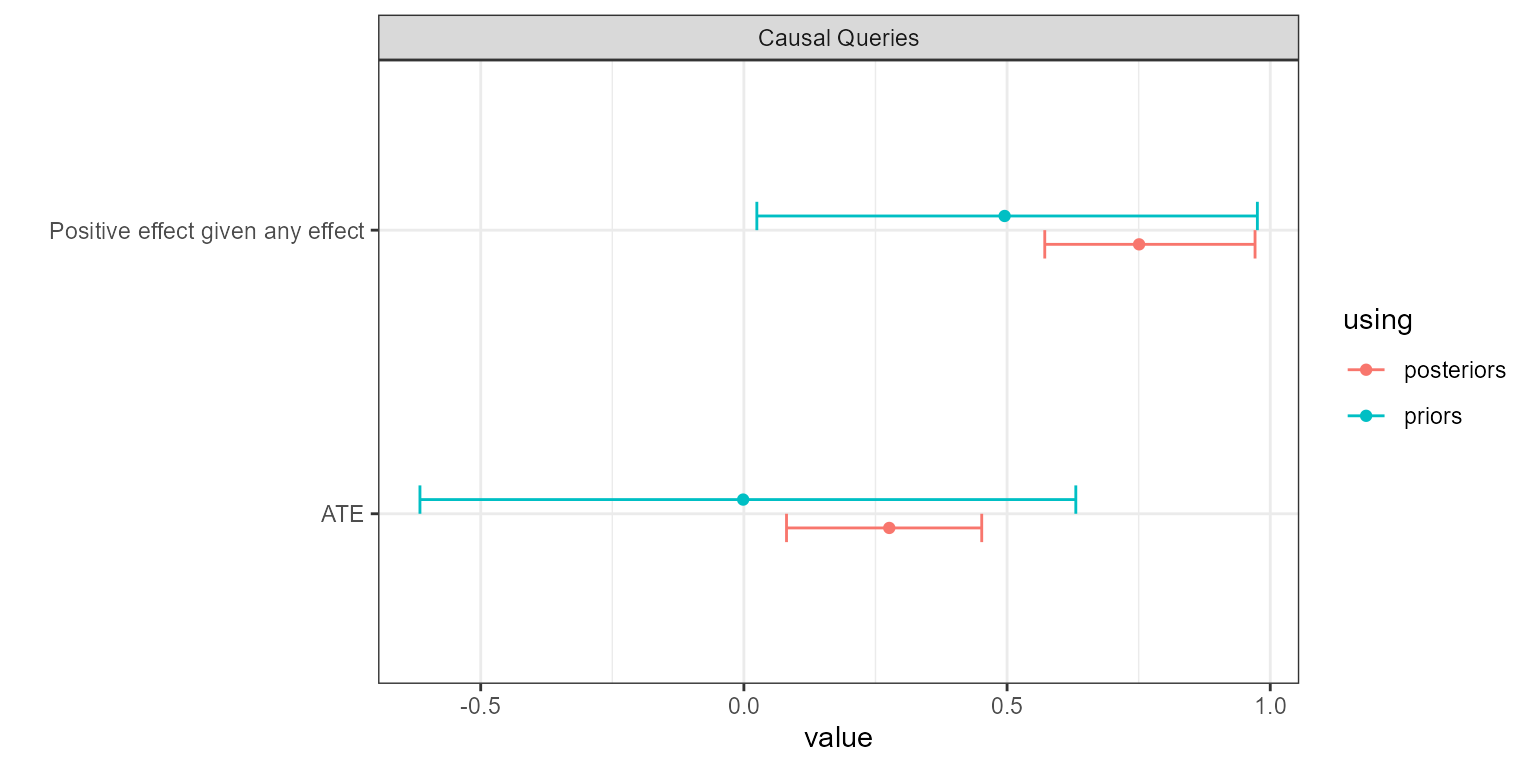 Causal Queries
Positive effect given any effect
ATE
-0.5
0.0
0.5
1.0
value
using
posteriors
priors